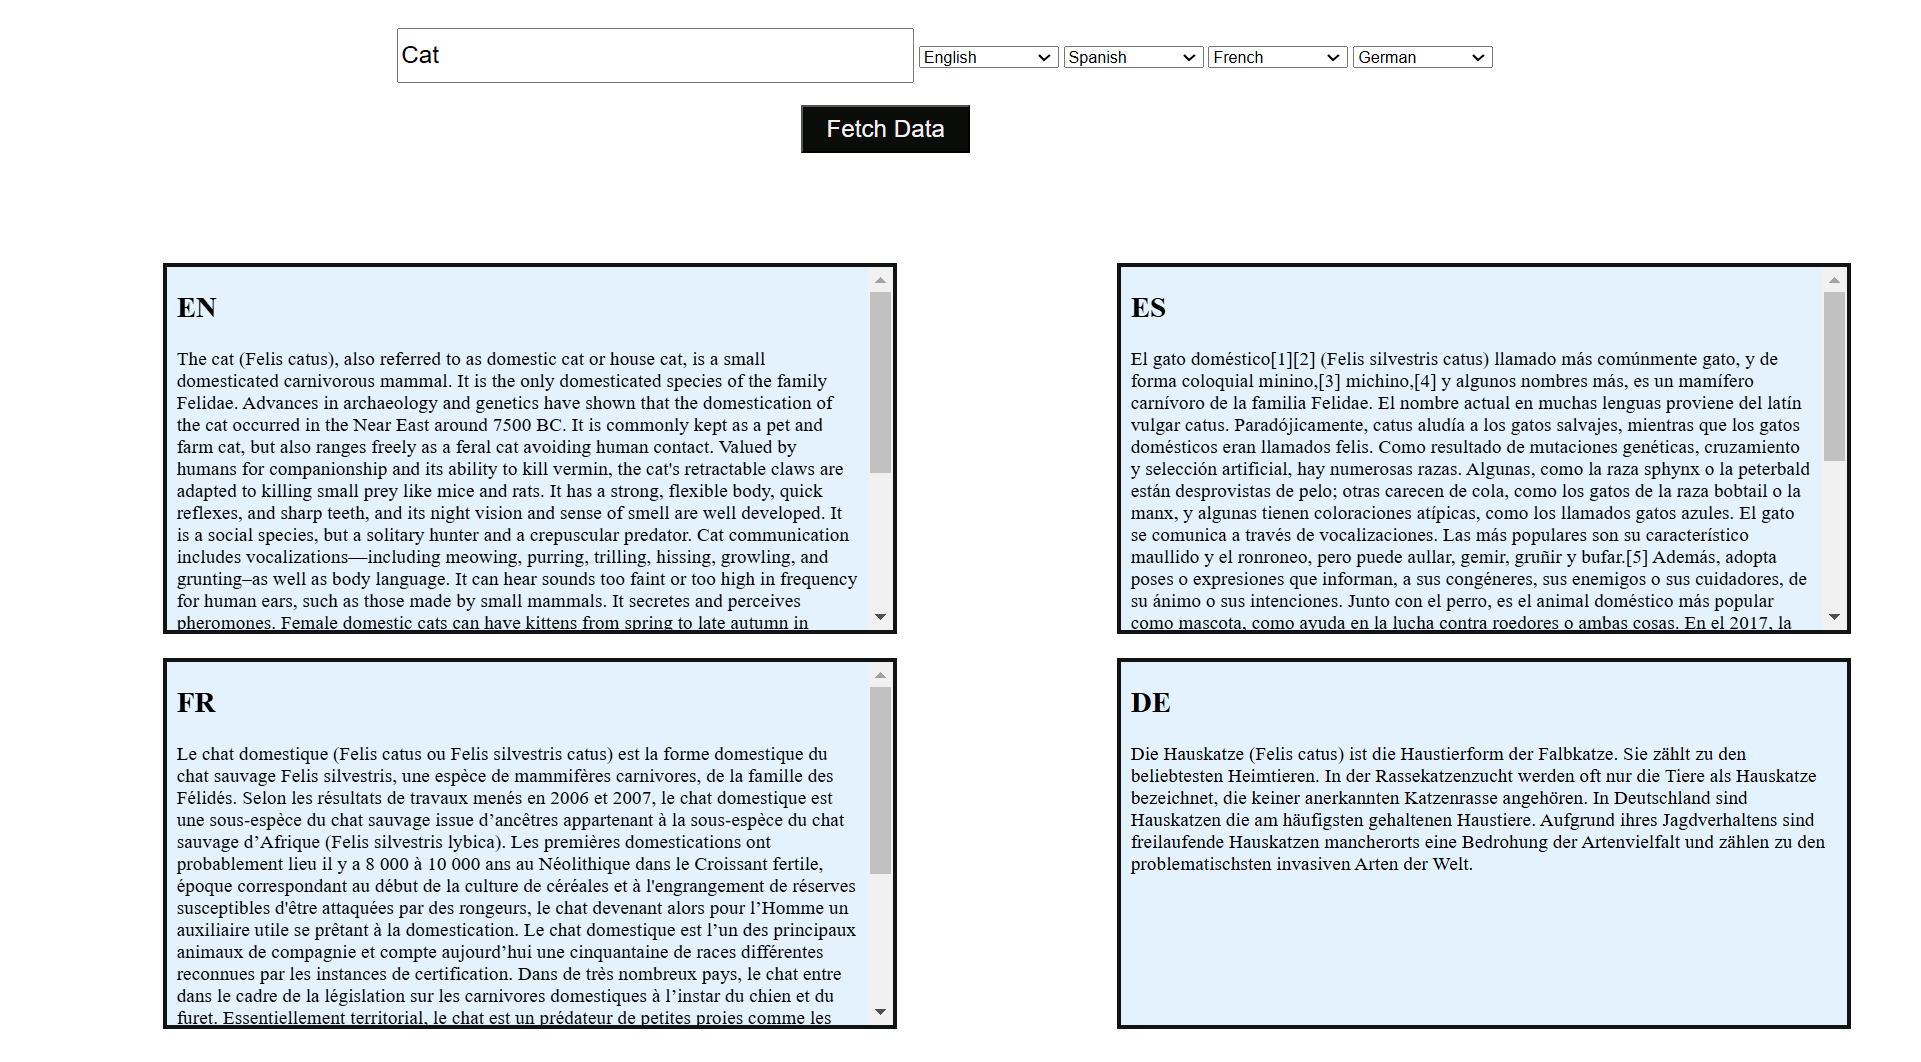 Cat
English
Spanish
French
German
Fetch Data
EN
The cat (Felis catus), also referred to as domestic cat or house cat, is a small
domesticated carnivorous mammal. It is the only domesticated species of the family
Felidae. Advances in archaeology and genetics have shown that the domestication of
the cat occurred in the Near East around 7500 BC. It is commonly kept as a pet and
farm cat, but also ranges freely as a feral cat avoiding human contact. Valued by
humans for companionship and its ability to kill vermin, the cat's retractable claws are
adapted to killing small prey like mice and rats. It has a strong, flexible body, quick
reflexes, and sharp teeth, and its night vision and sense of smell are well developed. It
is a social species, but a solitary hunter and a crepuscular predator. Cat communication
includes vocalizations—including meowing, purring, trilling, hissing, growling, and
grunting–as well as body language. It can hear sounds too faint or too high in frequency
for human ears, such as those made by small mammals. It secretes and perceives
pheromones. Female domestic cats can have kittens from spring to late autumn in
ES
El gato doméstico[1][2] (Felis silvestris catus) llamado más comúnmente gato, y de
forma coloquial minino,[3] michino,[4] y algunos nombres más, es un mamífero
carnívoro de la familia Felidae. El nombre actual en muchas lenguas proviene del latín
vulgar catus. Paradójicamente, catus aludía a los gatos salvajes, mientras que los gatos
domésticos eran llamados felis. Como resultado de mutaciones genéticas, cruzamiento
y selección artificial, hay numerosas razas. Algunas, como la raza sphynx o la peterbald
están desprovistas de pelo; otras carecen de cola, como los gatos de la raza bobtail o la
manx, y algunas tienen coloraciones atípicas, como los llamados gatos azules. El gato
se comunica a través de vocalizaciones. Las más populares son su característico
maullido y el ronroneo, pero puede aullar, gemir, gruñir y bufar.[5] Además, adopta
poses o expresiones que informan, a sus congéneres, sus enemigos o sus cuidadores, de
su ánimo o sus intenciones. Junto con el perro, es el animal doméstico más popular
como mascota, como ayuda en la lucha contra roedores o ambas cosas. En el 2017, la
FR
Le chat domestique (Felis catus ou Felis silvestris catus) est la forme domestique du
chat sauvage Felis silvestris, une espèce de mammifères carnivores, de la famille des
Félidés. Selon les résultats de travaux menés en 2006 et 2007, le chat domestique est
une sous-espèce du chat sauvage issue d’ancêtres appartenant à la sous-espèce du chat
sauvage d’Afrique (Felis silvestris lybica). Les premières domestications ont
probablement lieu il y a 8 000 à 10 000 ans au Néolithique dans le Croissant fertile,
époque correspondant au début de la culture de céréales et à l'engrangement de réserves
susceptibles d'être attaquées par des rongeurs, le chat devenant alors pour l’Homme un
auxiliaire utile se prêtant à la domestication. Le chat domestique est l’un des principaux
animaux de compagnie et compte aujourd’hui une cinquantaine de races différentes
reconnues par les instances de certification. Dans de très nombreux pays, le chat entre
dans le cadre de la législation sur les carnivores domestiques à l’instar du chien et du
furet. Essentiellement territorial, le chat est un prédateur de petites proies comme les
DE
Die Hauskatze (Felis catus) ist die Haustierform der Falbkatze. Sie zählt zu den
beliebtesten Heimtieren. In der Rassekatzenzucht werden oft nur die Tiere als Hauskatze
bezeichnet, die keiner anerkannten Katzenrasse angehören. In Deutschland sind
Hauskatzen die am häufigsten gehaltenen Haustiere. Aufgrund ihres Jagdverhaltens sind
freilaufende Hauskatzen mancherorts eine Bedrohung der Artenvielfalt und zählen zu den
problematischsten invasiven Arten der Welt.